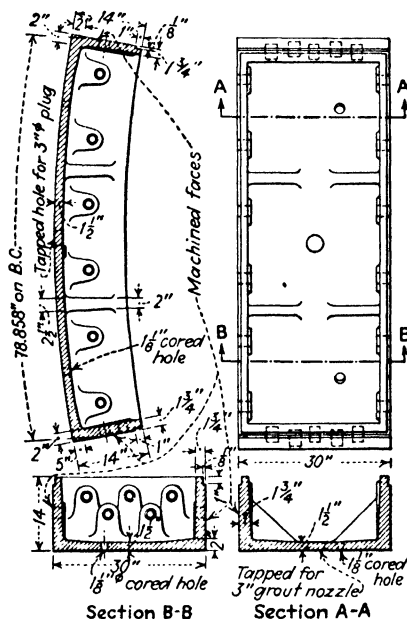 2"
14"
1"
1/8"
1 3/4"
Tapped hole for 3"φ plug
78.858" on B.C.
1 1/2"
Machined faces
2"
2 1/2"
1 1/8" cored hole
1 3/4"
2"
5"
14"
1"
A
A
B
B
30"
1 3/4"
1/8"
14"
1 1/2
1"
2"
30"
1 1/8"φ cored hole
Section B-B
1 3/4"
1 1/2"
1 1/8" cored hole
Tapped for 3" grout nozzle
Section A-A